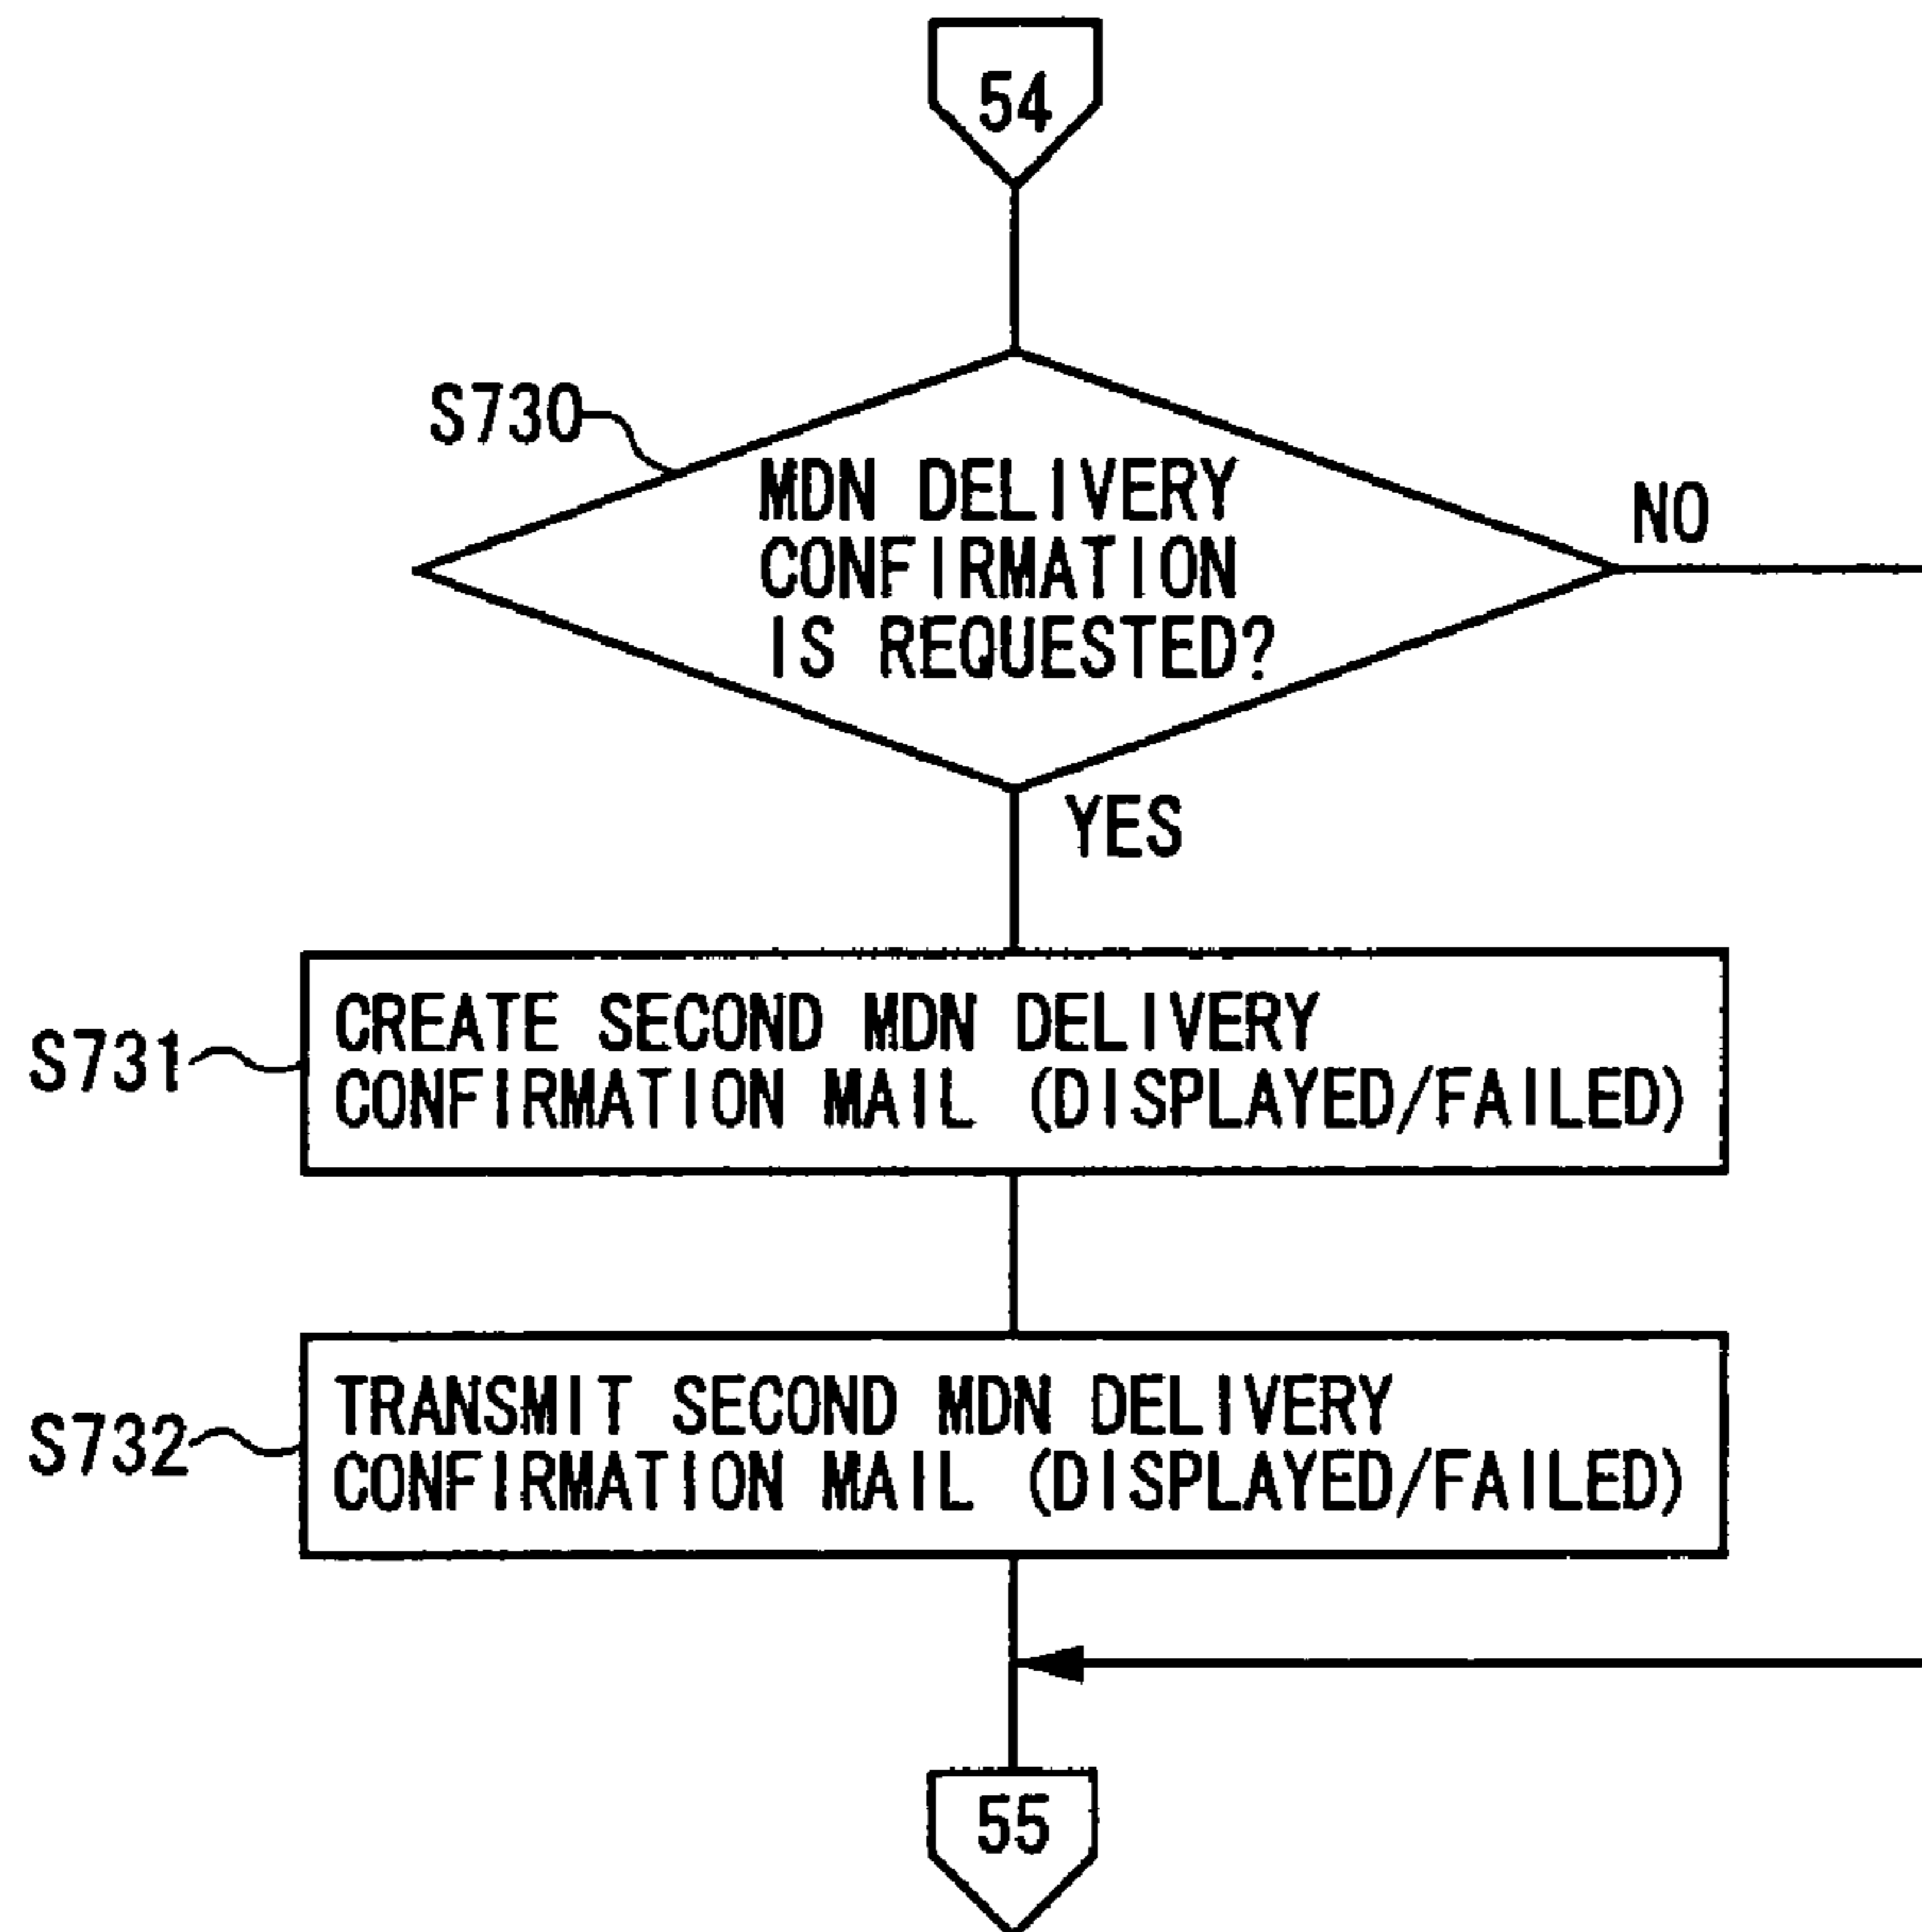 54
S730
MDN DELIVERY
CONFIRMATION
IS REQUESTED?
NO
YES
S731
CREATE SECOND MDN DELIVERY
CONFIRMATION MAIL (DISPLAYED/FAILED)
S732
TRANSMIT SECOND MDN DELIVERY
CONFIRMATION MAIL (DISPLAYED/FAILED)
55